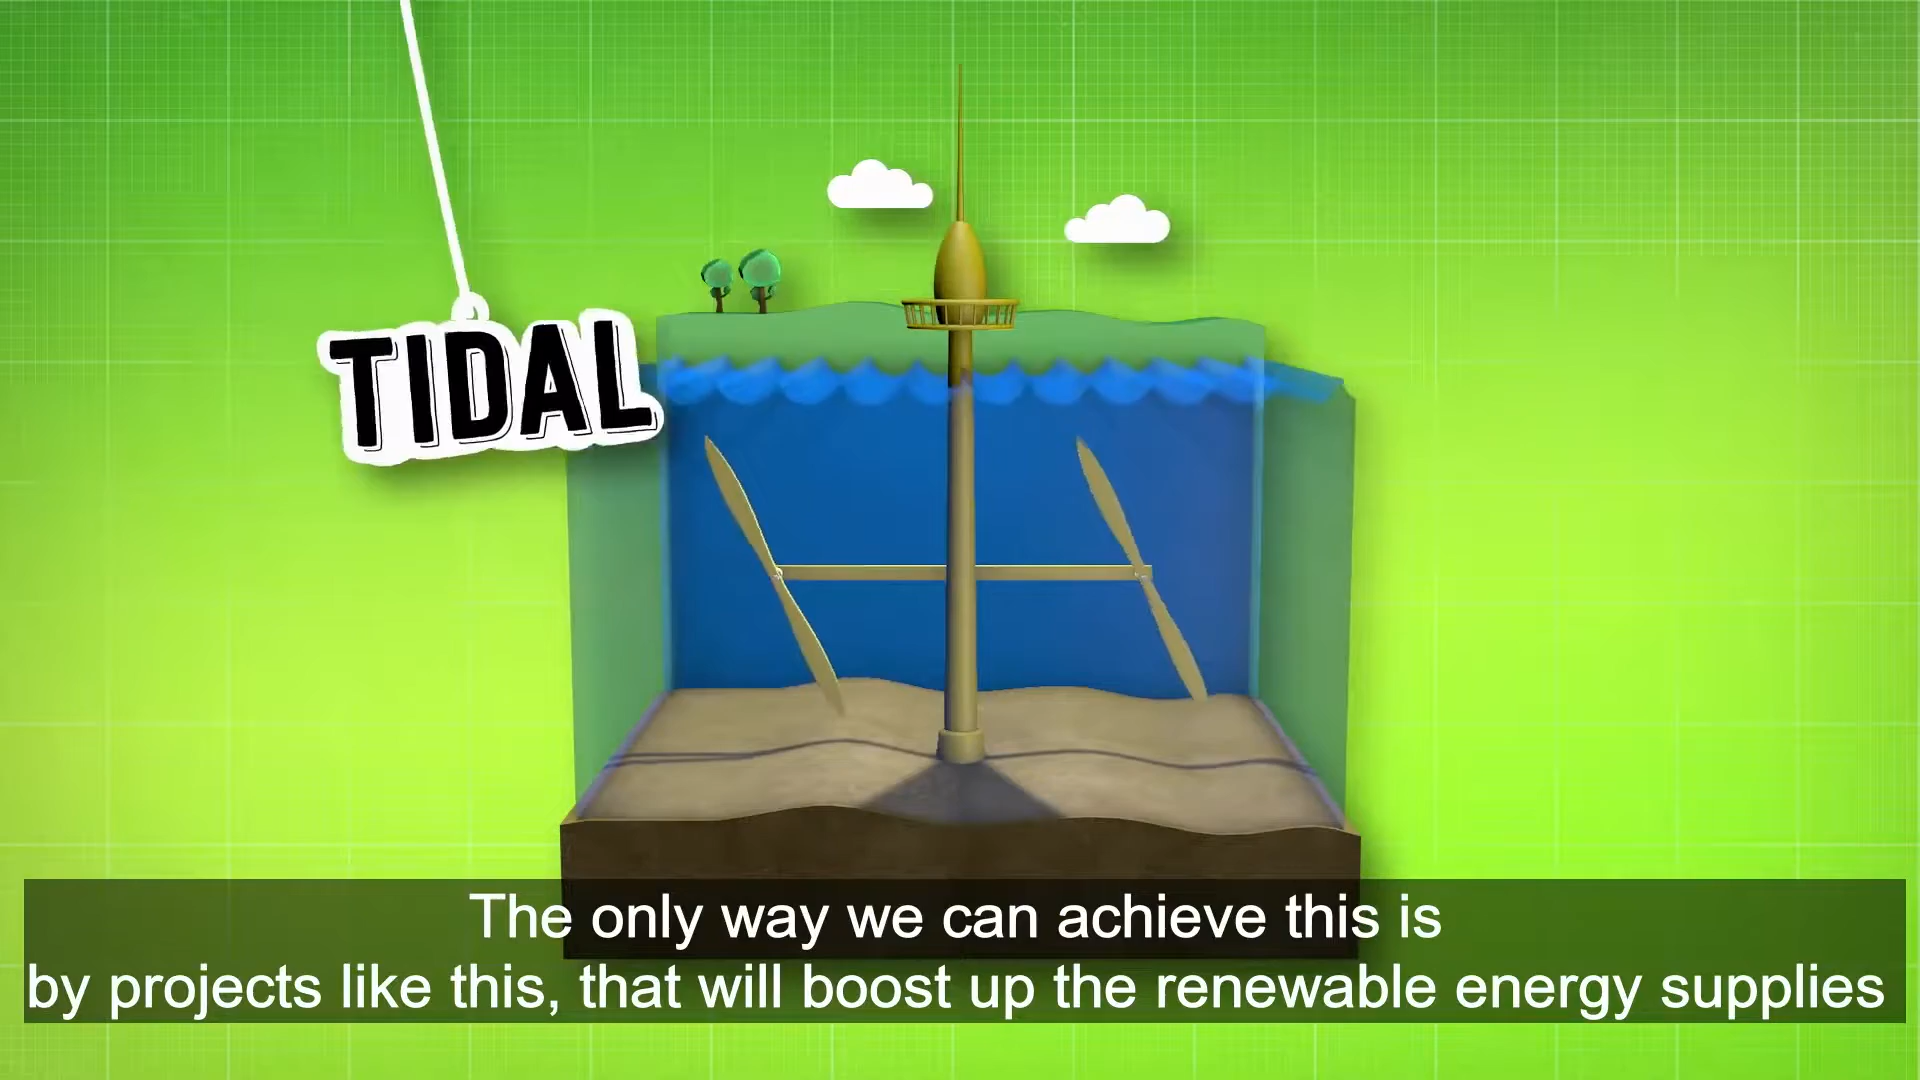 TIDAL
The only way we can achieve this is
by projects like this, that will boost up the renewable energy supplies